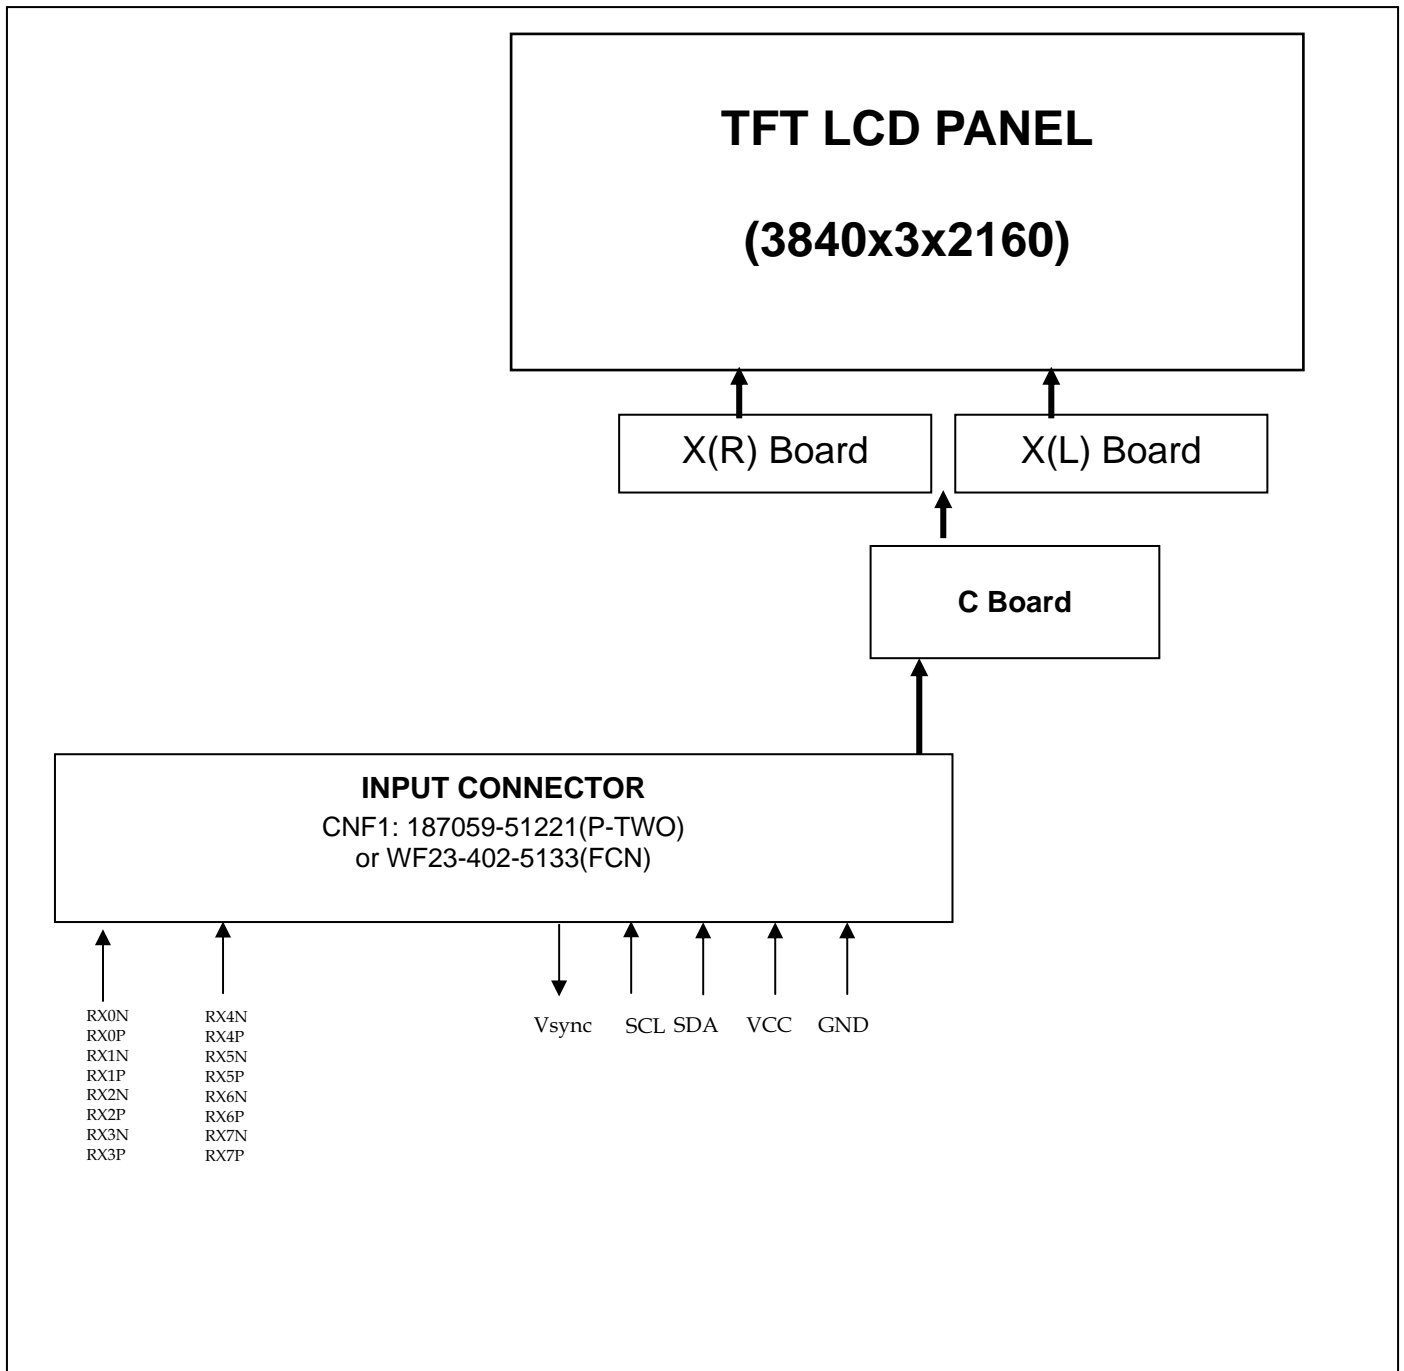 TFT LCD PANEL
(3840x3x2160)
X(R) Board
X(L) Board
C Board
INPUT CONNECTOR
CNF1: 187059-51221(P-TWO)
or WF23-402-5133(FCN)
RX0N
RX0P
RX1N
RX1P
RX2N
RX2P
RX3N
RX3P
RX4N
RX4P
RX5N
RX5P
RX6N
RX6P
RX7N
RX7P
Vsync
SCL
SDA
VCC
GND